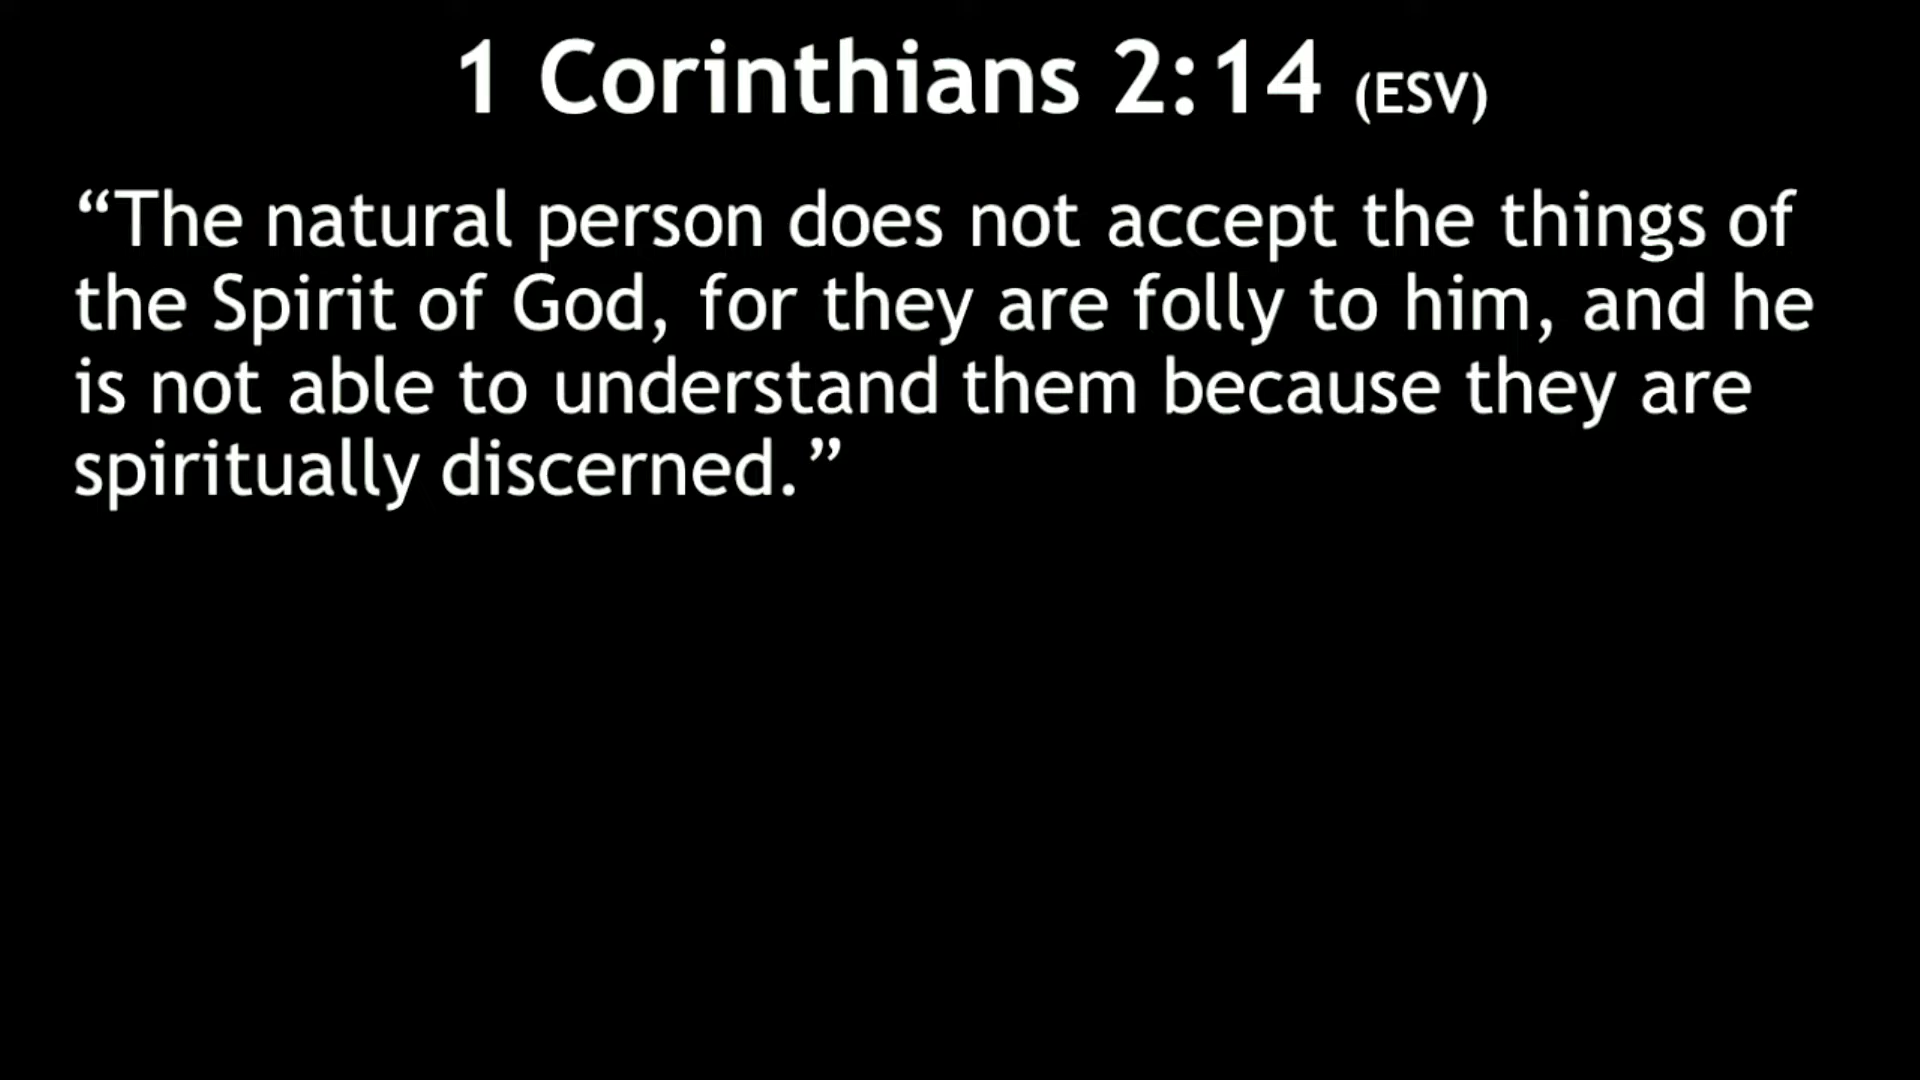 1 Corinthians 2:14 (ESV)
“The natural person does not accept the things of
the Spirit of God, for they are folly to him, and he
is not able to understand them because they are
spiritually discerned.”